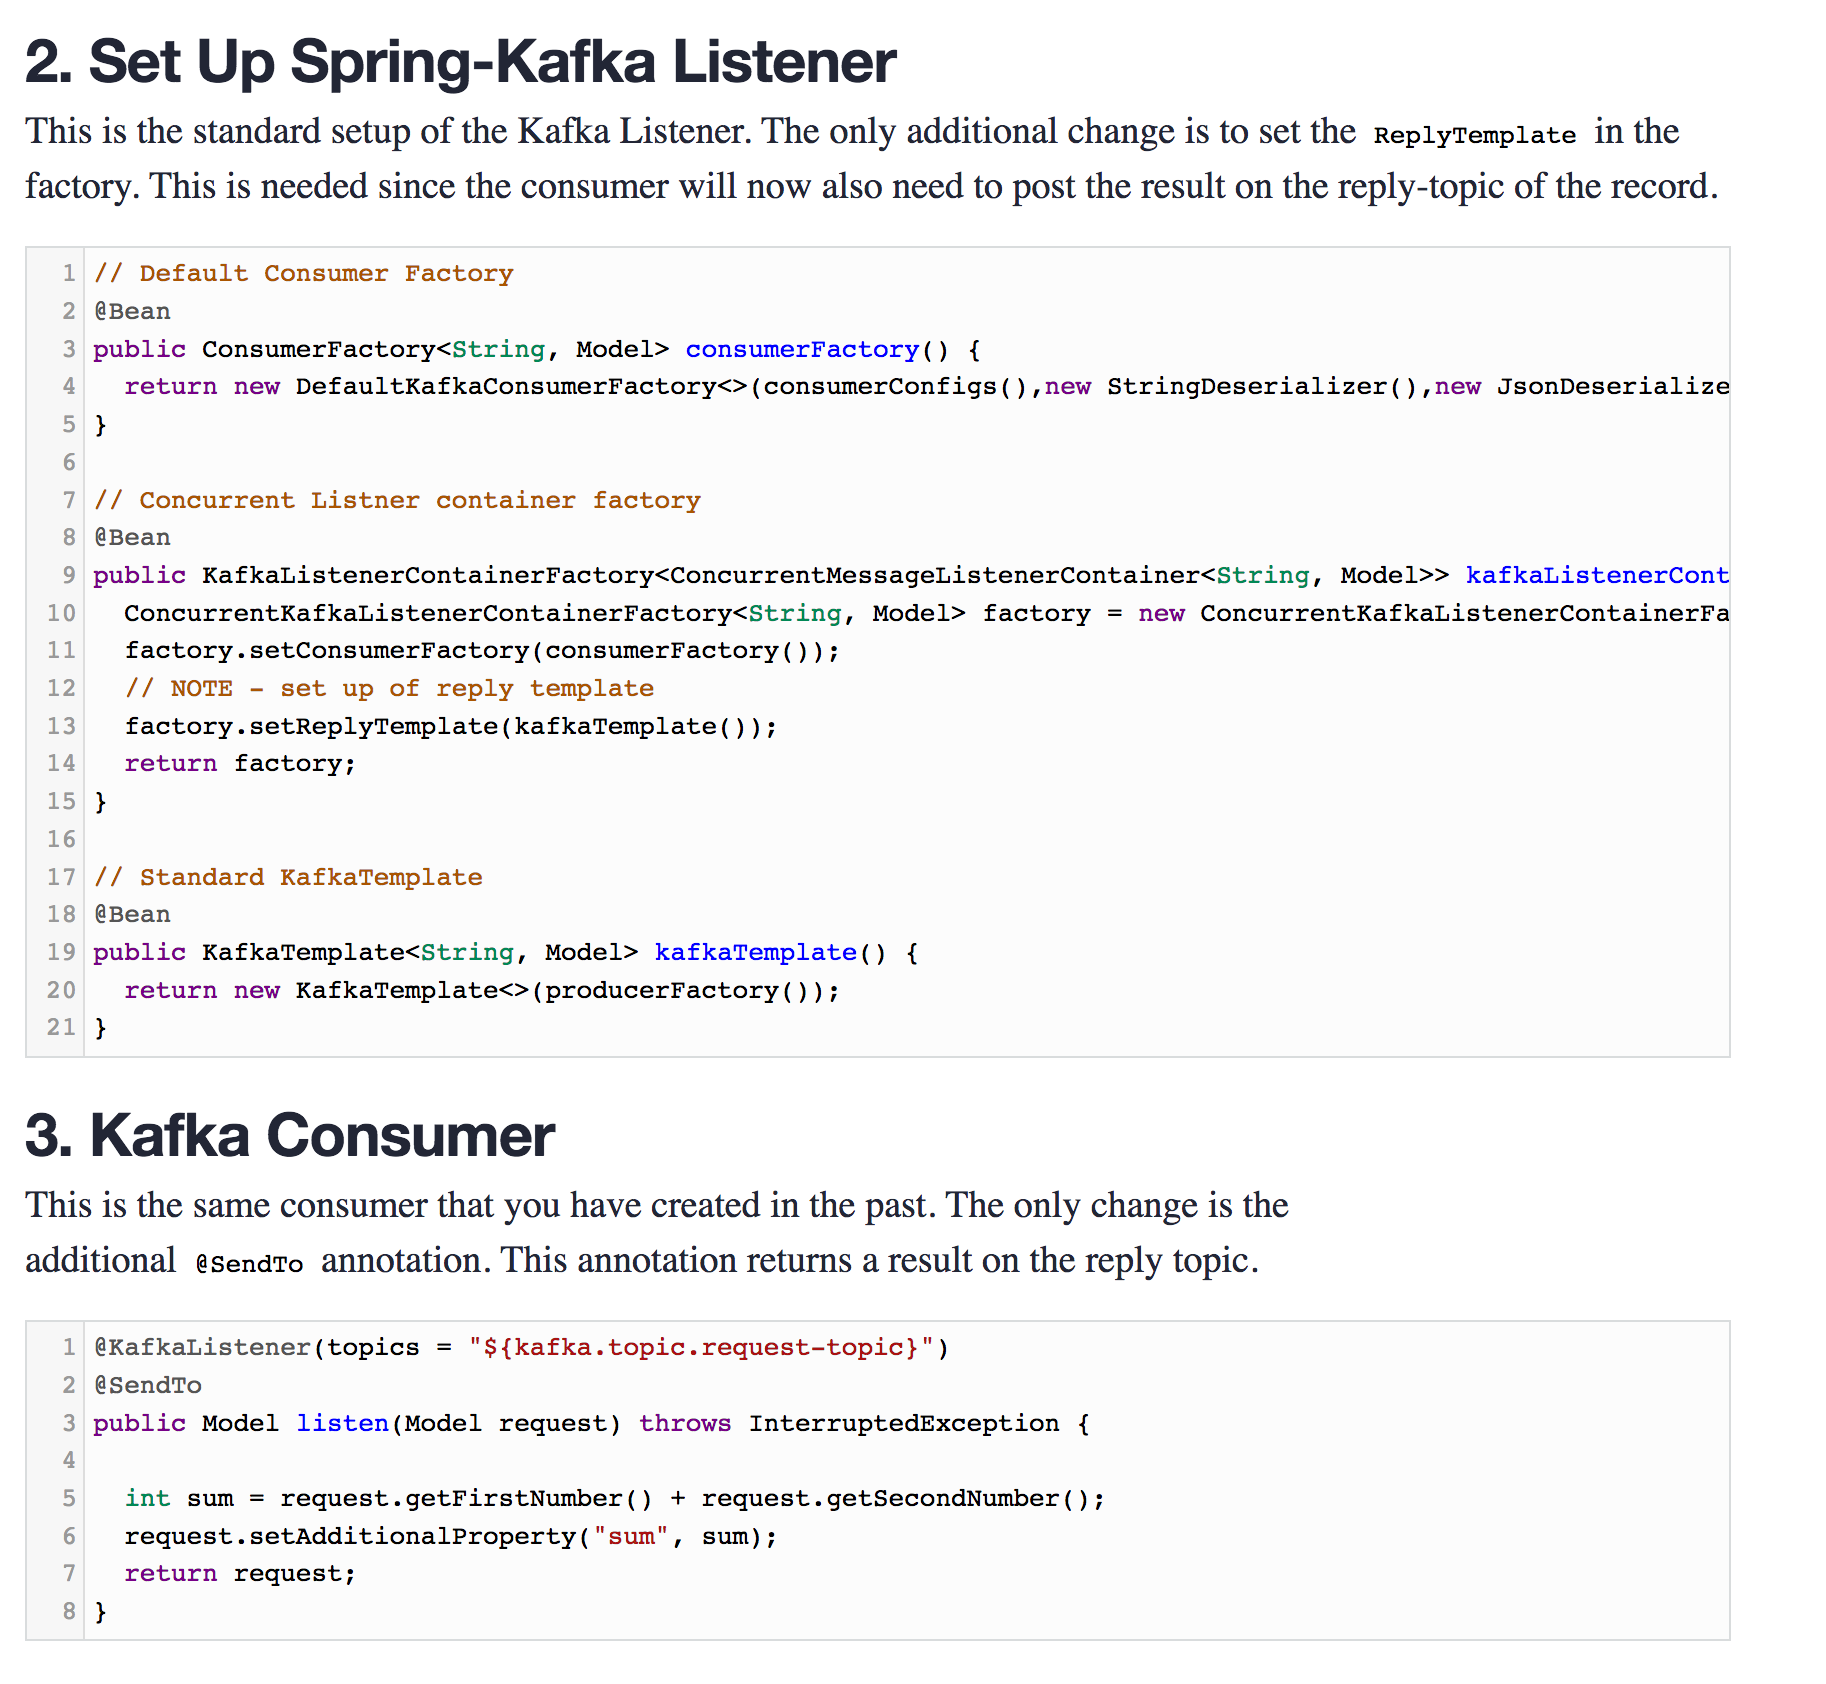 2. Set Up Spring-Kafka Listener
This is the standard setup of the Kafka Listener. The only additional change is to set the ReplyTemplate in the
factory. This is needed since the consumer will now also need to post the result on the reply-topic of the record.
1 // Default Consumer Factory
2 @Bean
3 public ConsumerFactory<String, Model> consumerFactory() {
4   return new DefaultKafkaConsumerFactory<>(consumerConfigs(),new StringDeserializer(),new JsonDeserialize
5 }
6
7 // Concurrent Listner container factory
8 @Bean
9 public KafkaListenerContainerFactory<ConcurrentMessageListenerContainer<String, Model>> kafkaListenerCont
10   ConcurrentKafkaListenerContainerFactory<String, Model> factory = new ConcurrentKafkaListenerContainerFa
11   factory.setConsumerFactory(consumerFactory());
12   // NOTE - set up of reply template
13   factory.setReplyTemplate(kafkaTemplate());
14   return factory;
15 }
16
17 // Standard KafkaTemplate
18 @Bean
19 public KafkaTemplate<String, Model> kafkaTemplate() {
20   return new KafkaTemplate<>(producerFactory());
21 }
3. Kafka Consumer
This is the same consumer that you have created in the past. The only change is the
additional @SendTo annotation. This annotation returns a result on the reply topic.
1 @KafkaListener(topics = "${kafka.topic.request-topic}")
2 @SendTo
3 public Model listen(Model request) throws InterruptedException {
4
5   int sum = request.getFirstNumber() + request.getSecondNumber();
6   request.setAdditionalProperty("sum", sum);
7   return request;
8 }